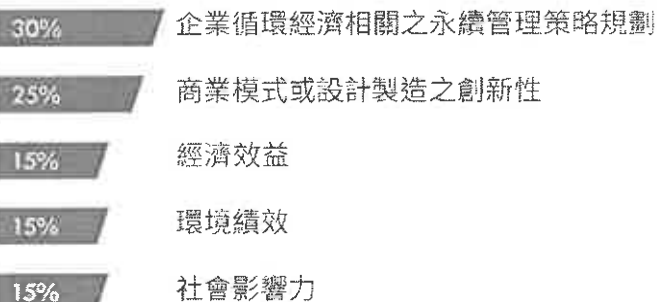 30% 企業循環經濟相關之永續管理策略規劃
25% 商業模式或設計製造之創新性
15% 經濟效益
15% 環境績效
15% 社會影響力